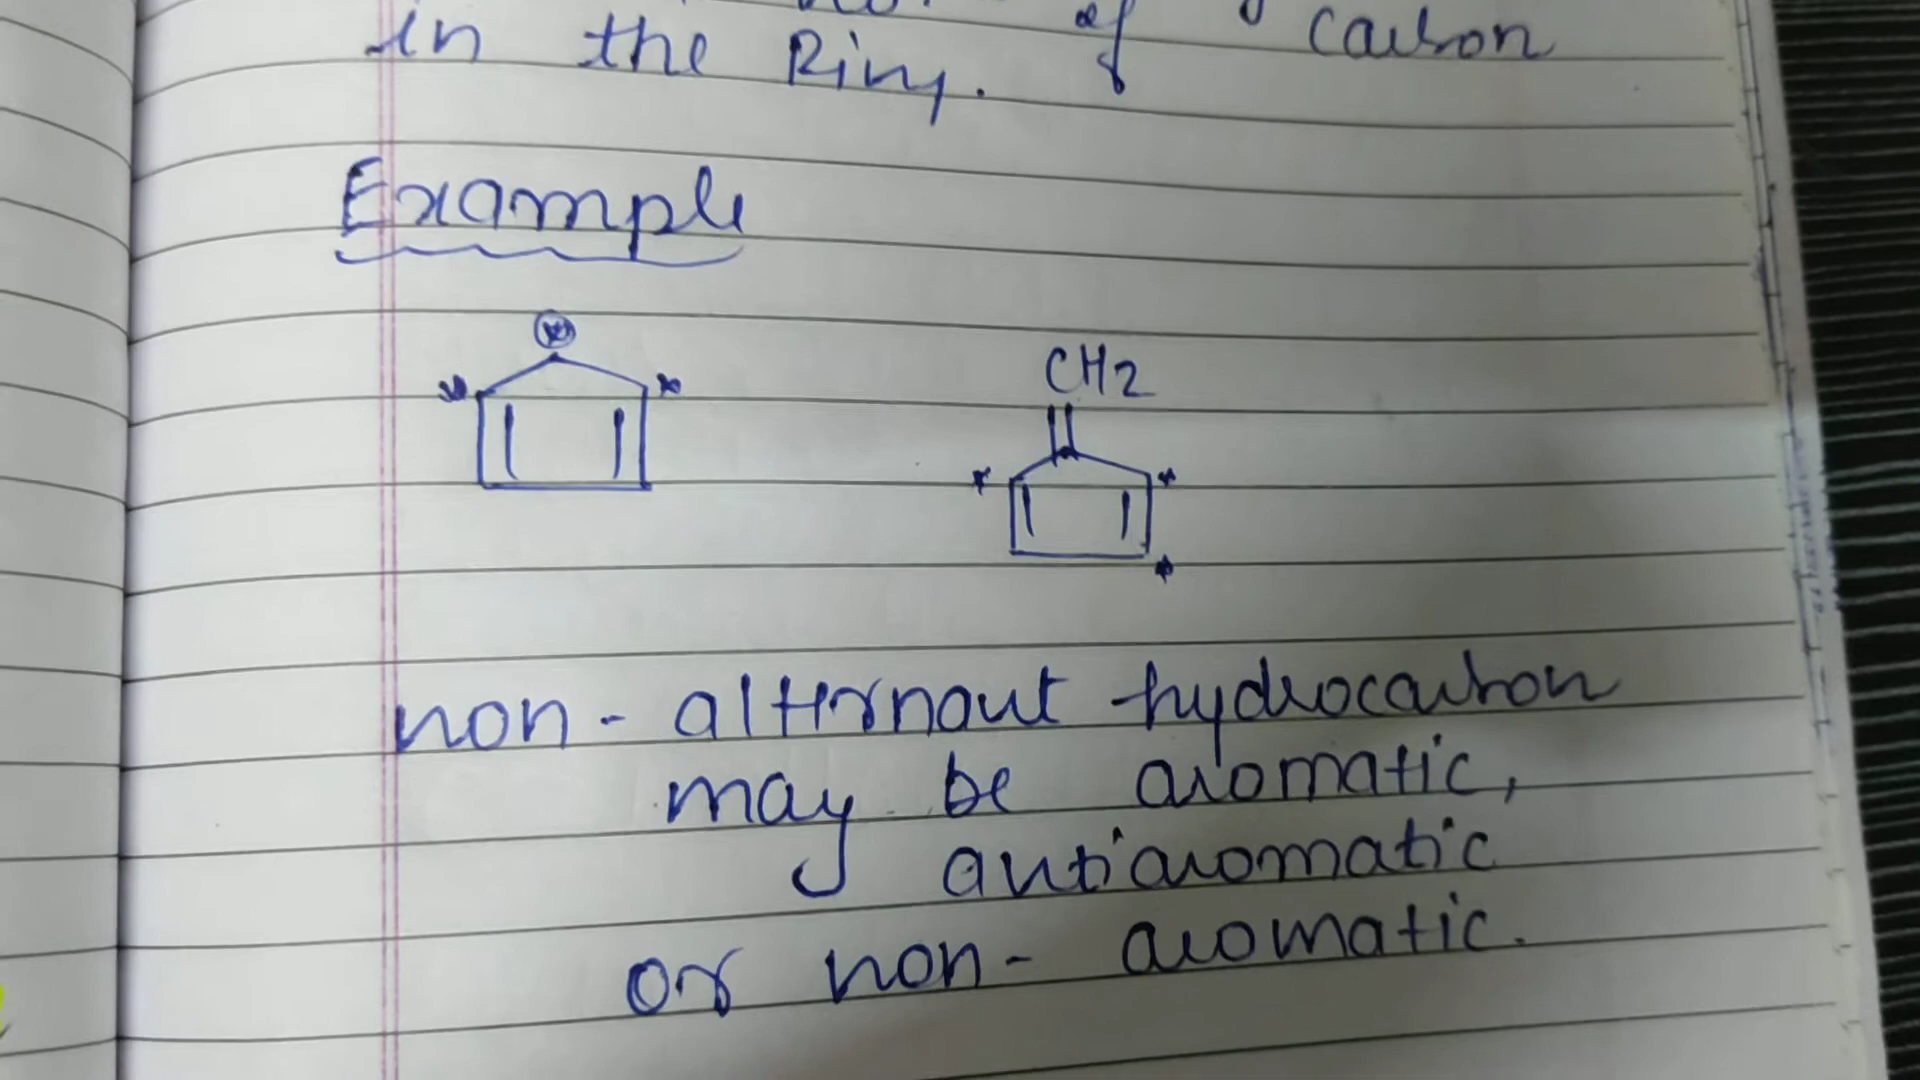 of carbon
in the Ring.
Example
CH2
non-alternant hydrocarbon
may be aromatic,
antiaromatic
or non-aromatic.